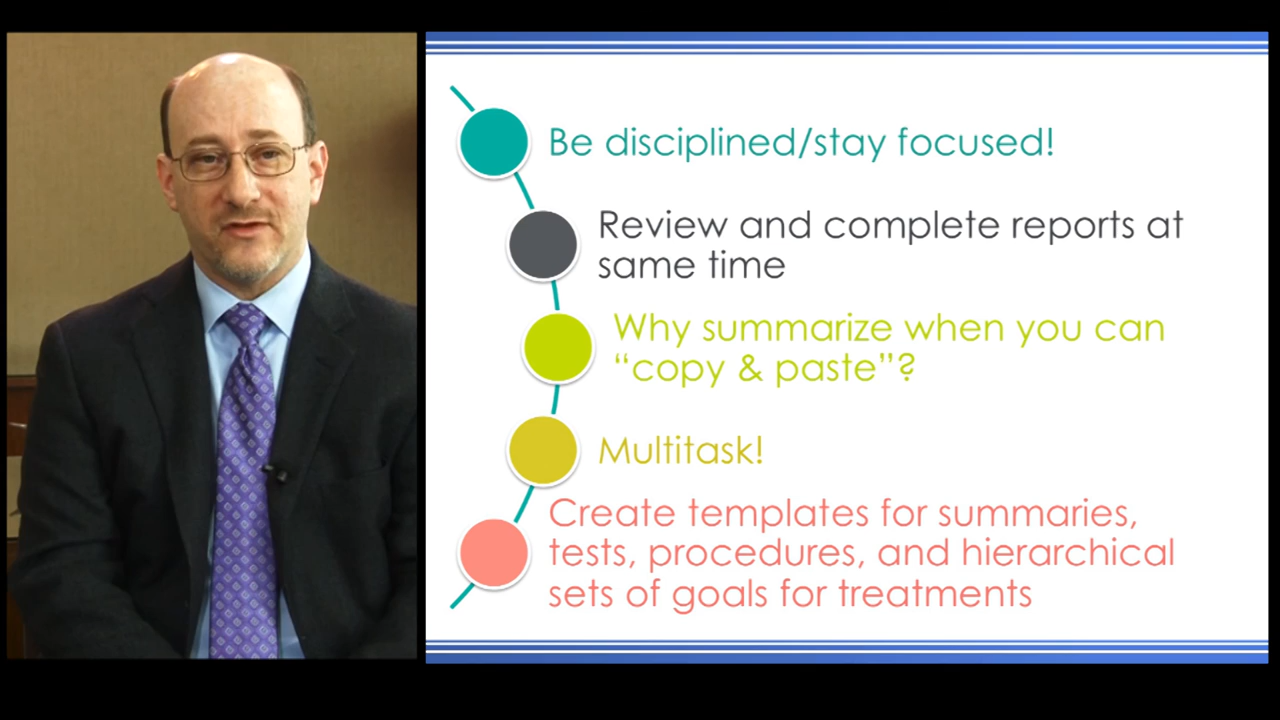 Be disciplined/stay focused!
Review and complete reports at
same time
Why summarize when you can
“copy & paste”?
Multitask!
Create templates for summaries,
tests, procedures, and hierarchical
sets of goals for treatments